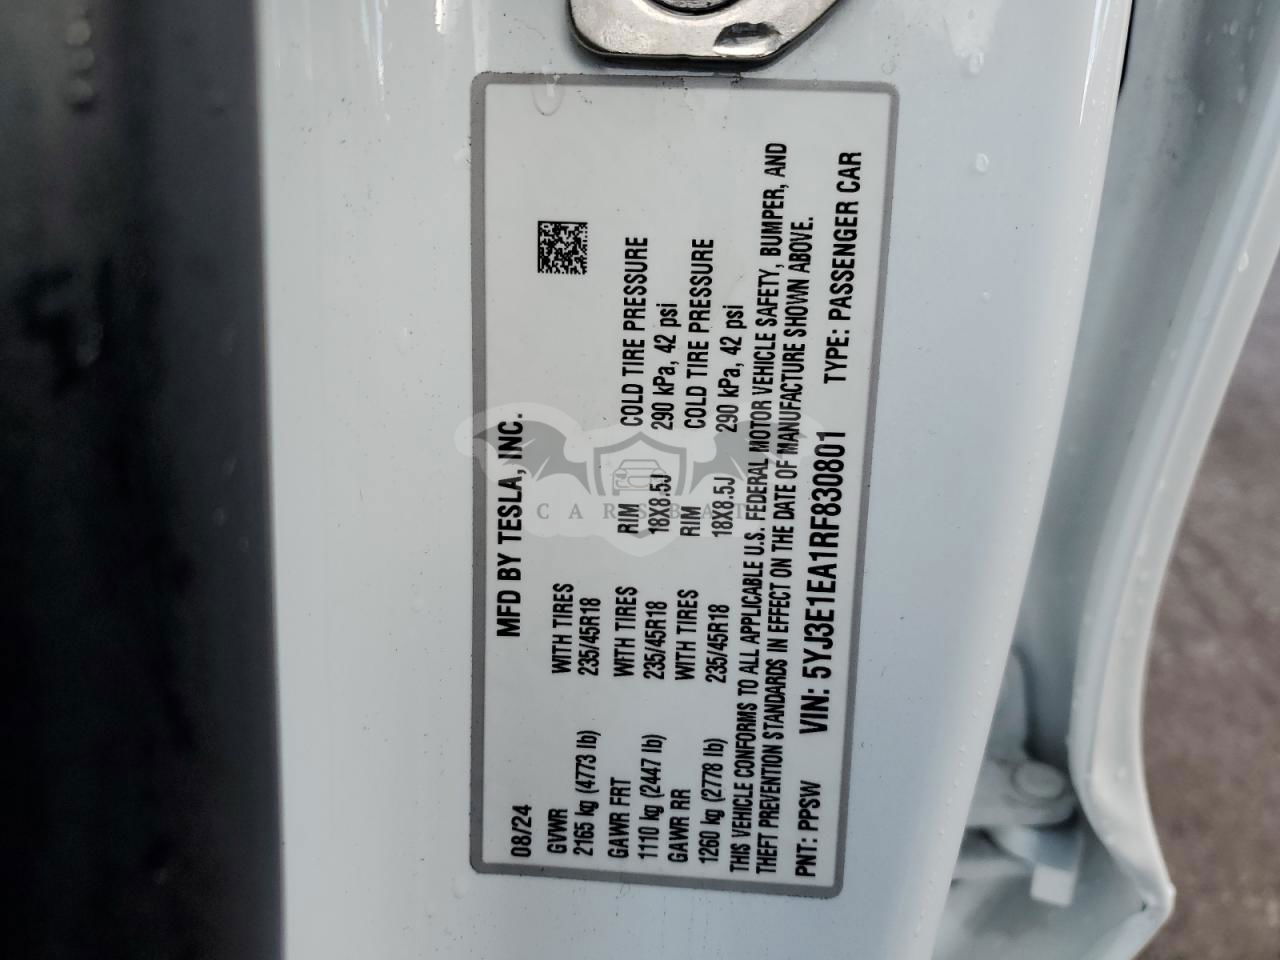 MFD BY TESLA, INC.
08/24
GVWR WITH TIRES
2165 kg (4773 lb) 235/45R18
GAWR FRT WITH TIRES RIM COLD TIRE PRESSURE
1110 kg (2447 lb) 235/45R18 18X8.5J 290 kPa, 42 psi
GAWR RR WITH TIRES RIM COLD TIRE PRESSURE
1260 kg (2778 lb) 235/45R18 18X8.5J 290 kPa, 42 psi
THIS VEHICLE CONFORMS TO ALL APPLICABLE U.S. FEDERAL MOTOR VEHICLE SAFETY, BUMPER, AND
THEFT PREVENTION STANDARDS IN EFFECT ON THE DATE OF MANUFACTURE SHOWN ABOVE.
PNT: PPSW VIN: 5YJ3E1EA1RF830801 TYPE: PASSENGER CAR
CARSBAT